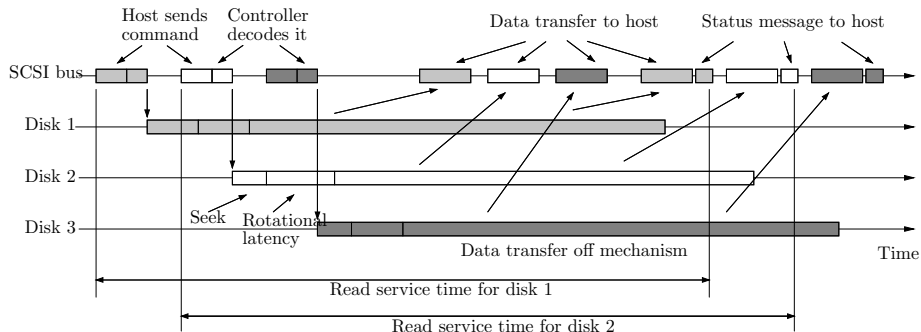 Host sends
command
Controller
decodes it
Data transfer to host
Status message to host
SCSI bus
Disk 1
Disk 2
Seek
Rotational
latency
Disk 3
Data transfer off mechanism
Time
Read service time for disk 1
Read service time for disk 2